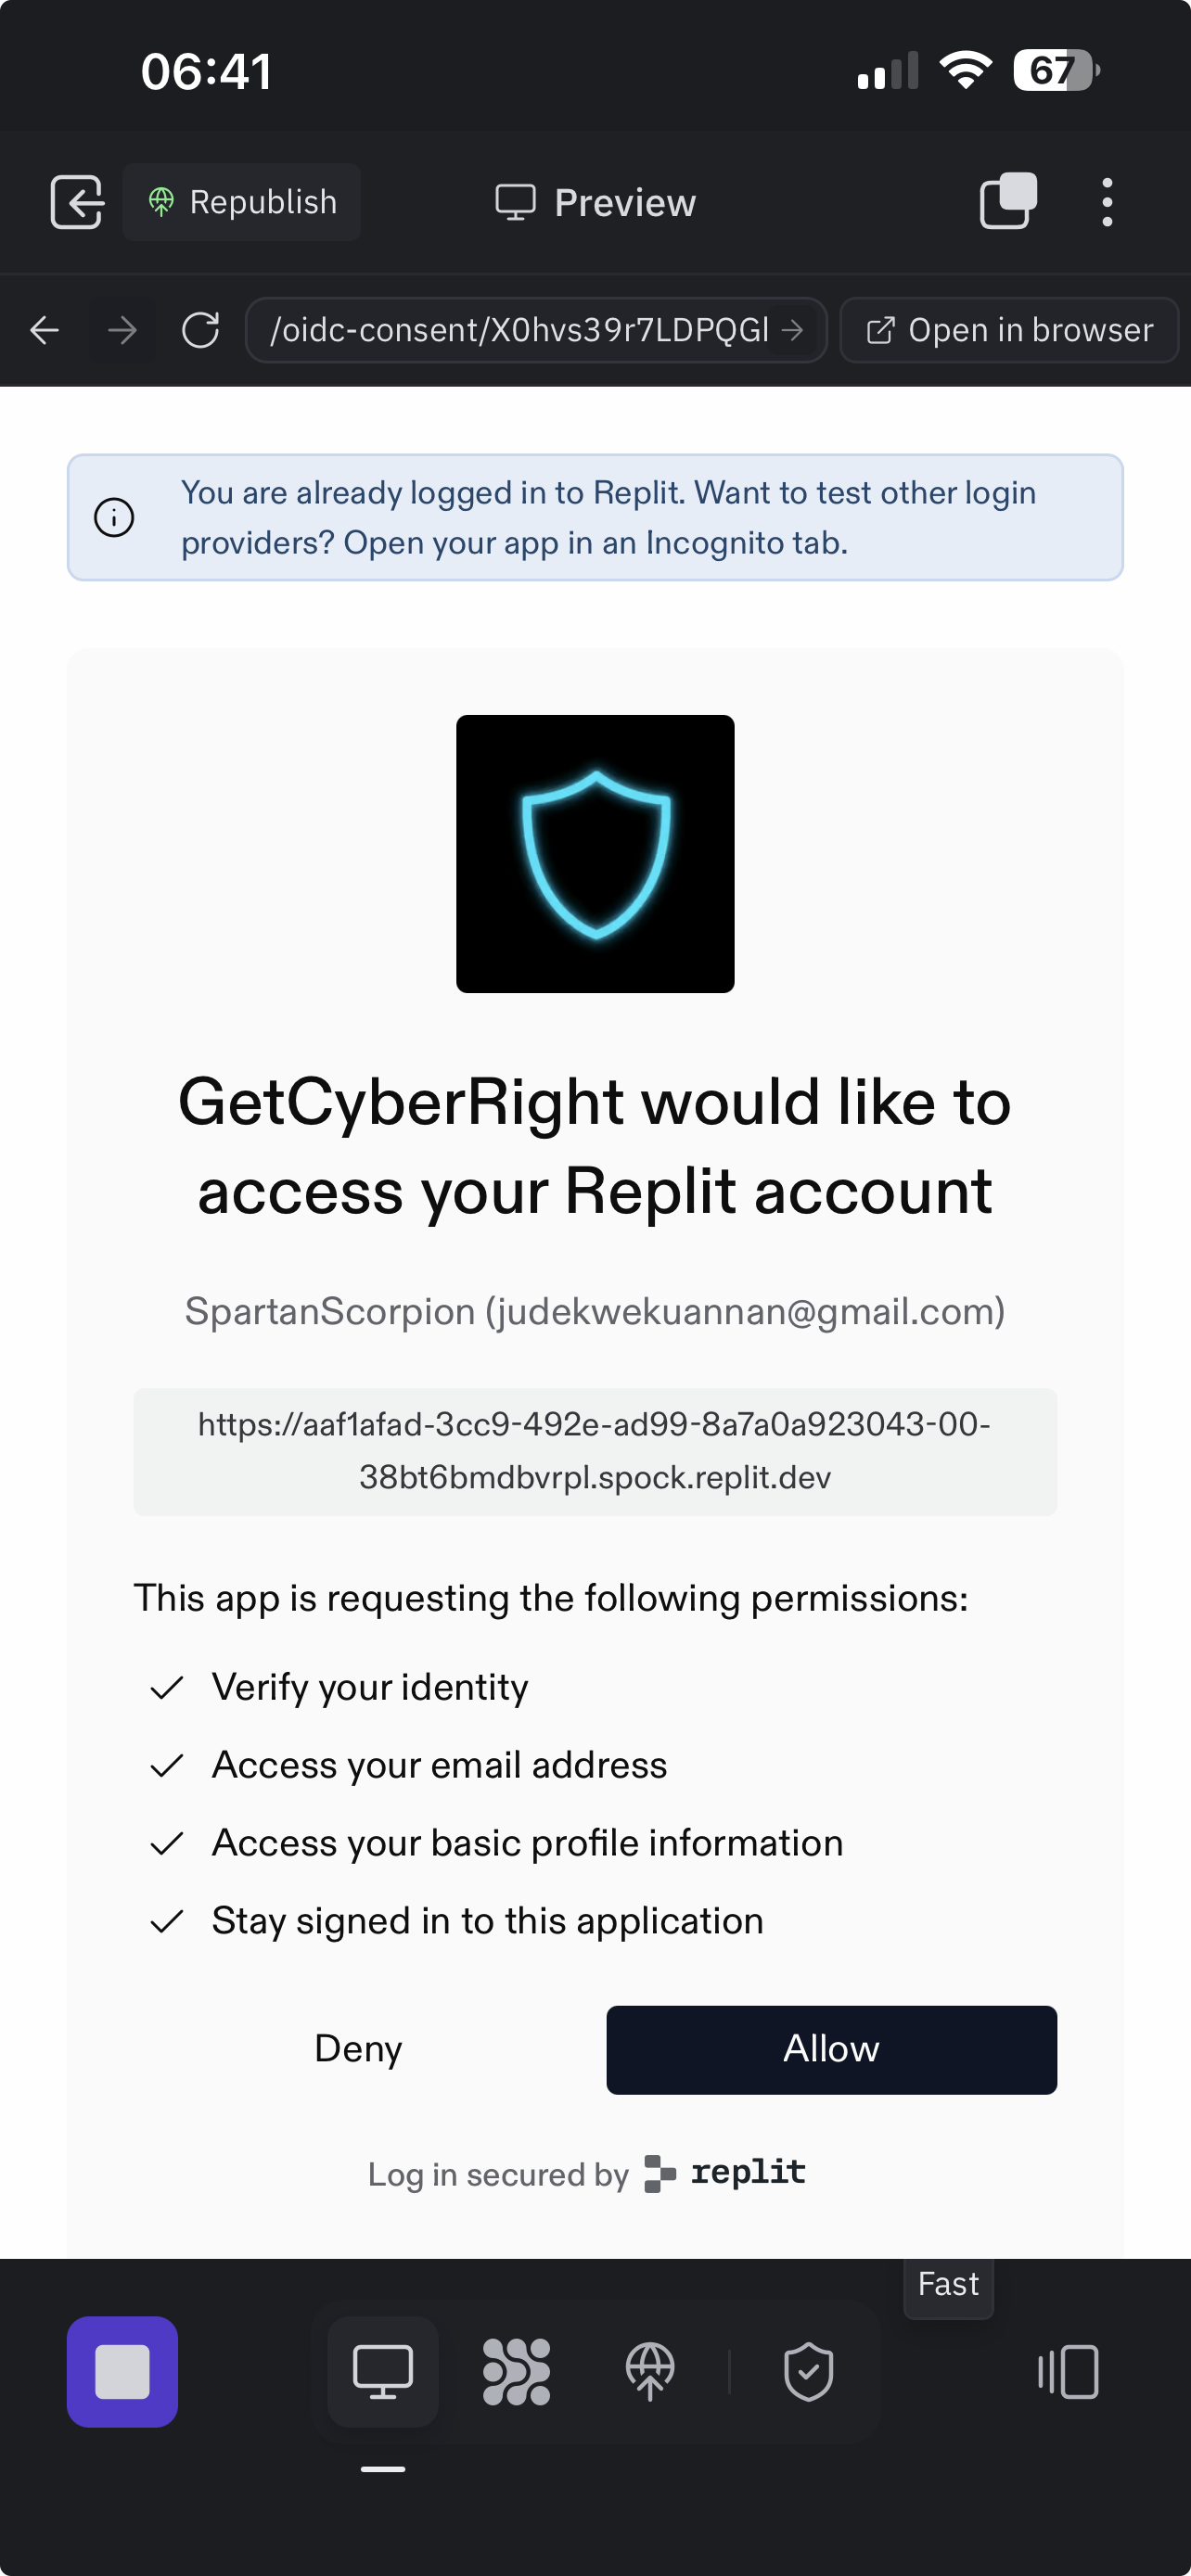 06:41
67
Republish
Preview
/oidc-consent/X0hvs39r7LDPQGl
Open in browser
You are already logged in to Replit. Want to test other login
providers? Open your app in an Incognito tab.
GetCyberRight would like to
access your Replit account
SpartanScorpion (judekwekuannan@gmail.com)
https://aaf1afad-3cc9-492e-ad99-8a7a0a923043-00-
38bt6bmdbvrpl.spock.replit.dev
This app is requesting the following permissions:
Verify your identity
Access your email address
Access your basic profile information
Stay signed in to this application
Deny
Allow
Log in secured by replit
Fast